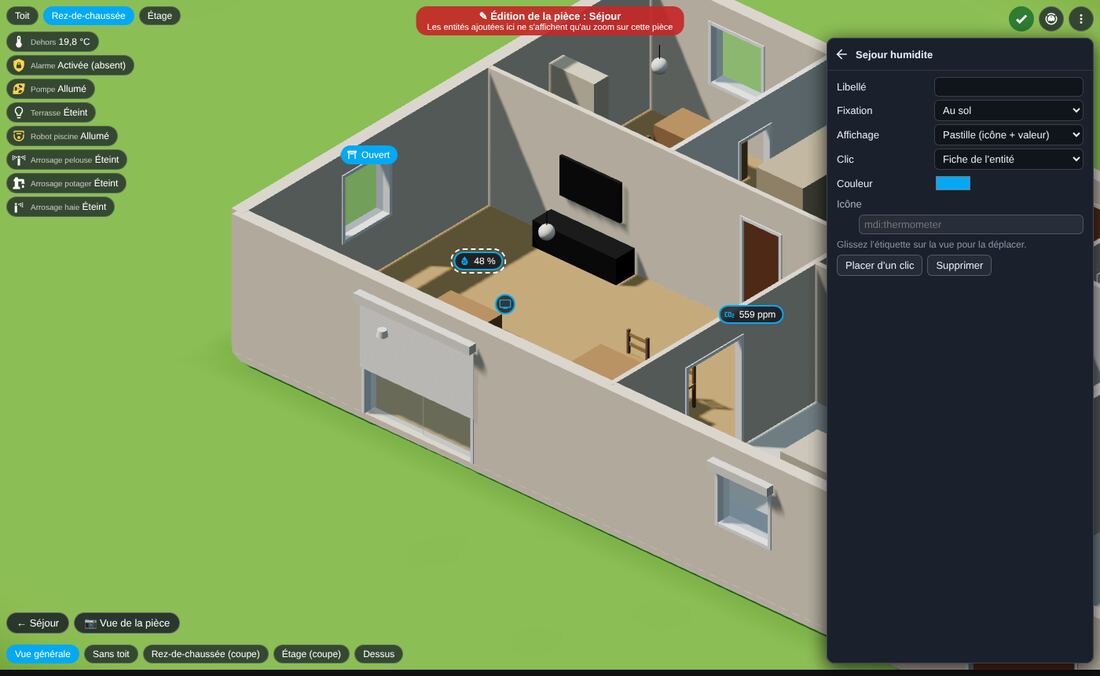 Toit
Rez-de-chaussée
Étage
✎ Édition de la pièce : Séjour
Les entités ajoutées ici ne s'affichent qu'au zoom sur cette pièce
Dehors 19,8 °C
Alarme Activée (absent)
Pompe Allumé
Terrasse Éteint
Robot piscine Allumé
Arrosage pelouse Éteint
Arrosage potager Éteint
Arrosage haie Éteint
Ouvert
48 %
CO₂ 559 ppm
Sejour humidite
Libellé
Fixation Au sol
Affichage Pastille (icône + valeur)
Clic Fiche de l'entité
Couleur
Icône
mdi:thermometer
Glissez l'étiquette sur la vue pour la déplacer.
Placer d'un clic
Supprimer
← Séjour
Vue de la pièce
Vue générale
Sans toit
Rez-de-chaussée (coupe)
Étage (coupe)
Dessus